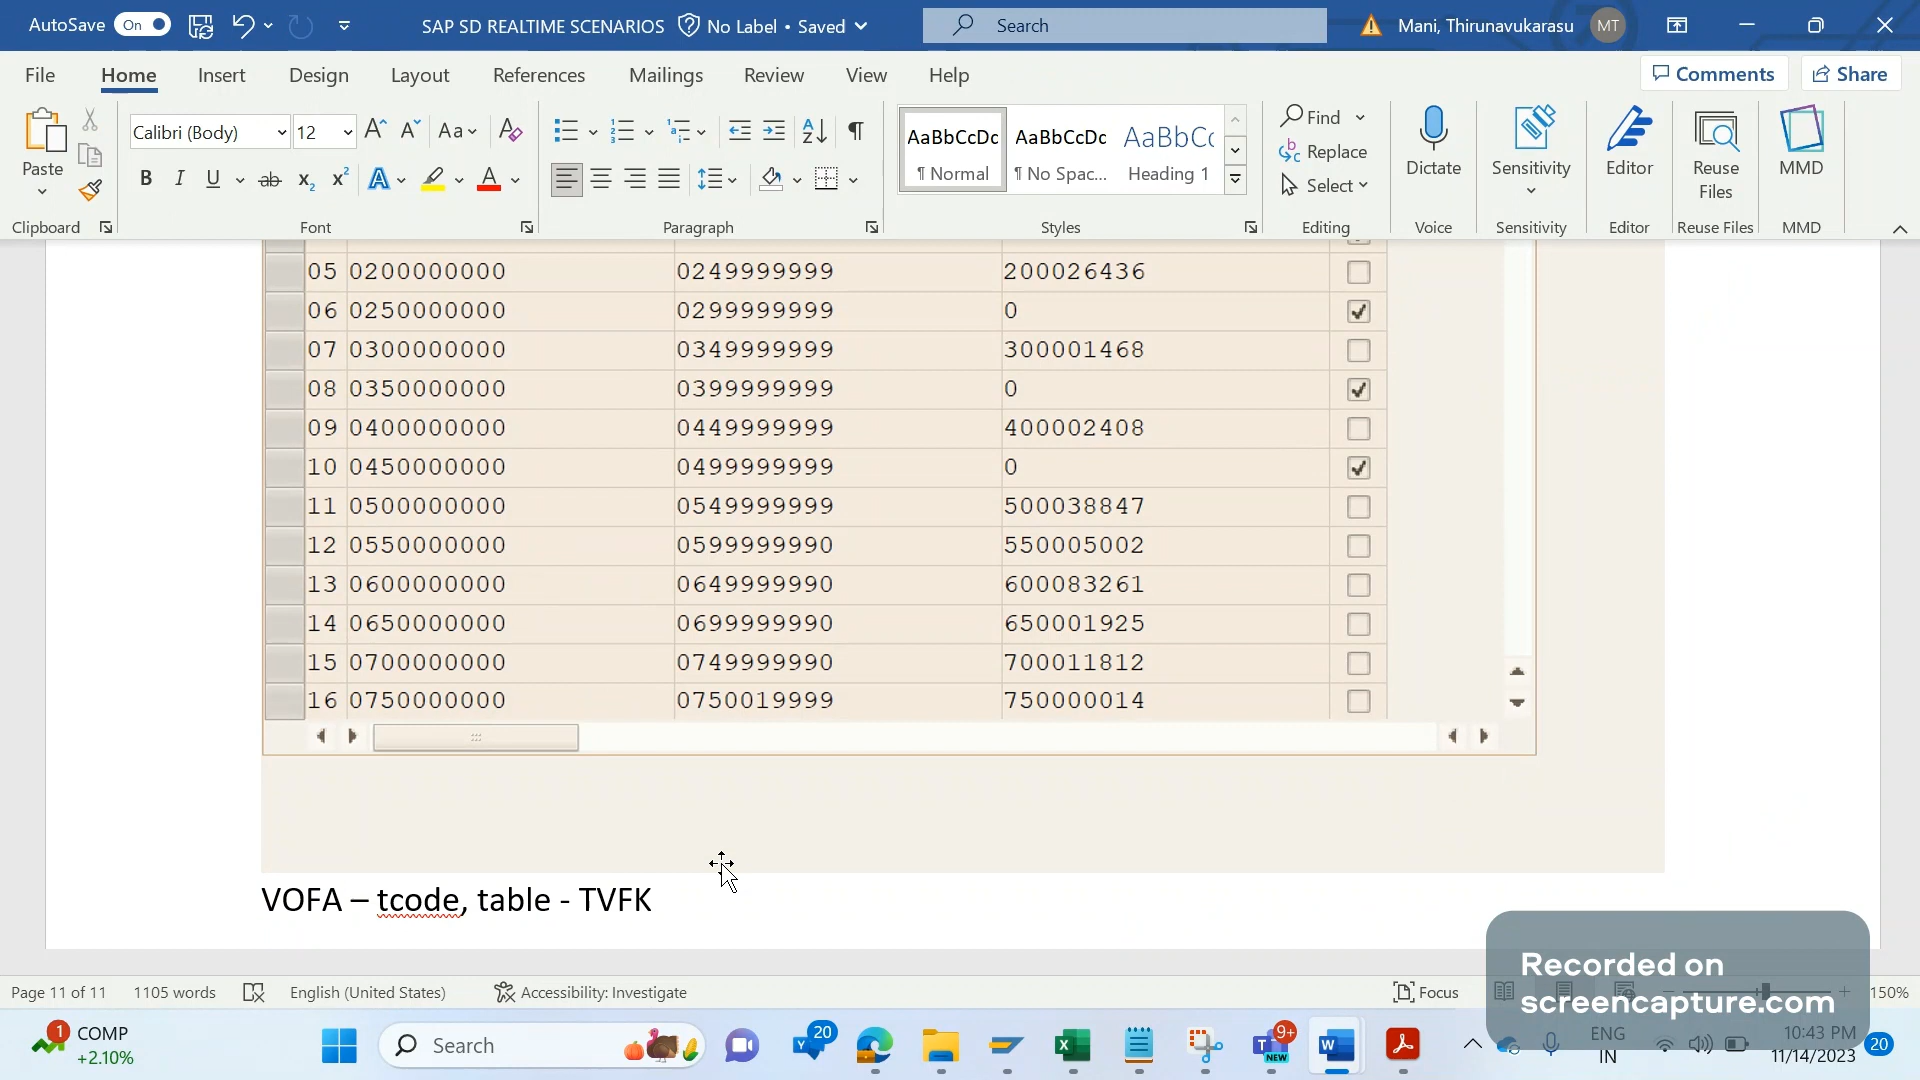 AutoSave On SAP SD REALTIME SCENARIOS No Label • Saved Search Mani, Thirunavukarasu MT
File Home Insert Design Layout References Mailings Review View Help Comments Share
Paste
Calibri (Body) 12
AaBbCcDc AaBbCcDc AaBbCc
¶ Normal ¶ No Spac... Heading 1
Find
Replace
Select
Dictate Sensitivity Editor Reuse Files MMD
Clipboard Font Paragraph Styles Editing Voice Sensitivity Editor Reuse Files MMD
05 0200000000 0249999999 200026436
06 0250000000 0299999999 0
07 0300000000 0349999999 300001468
08 0350000000 0399999999 0
09 0400000000 0449999999 400002408
10 0450000000 0499999999 0
11 0500000000 0549999999 500038847
12 0550000000 0599999990 550005002
13 0600000000 0649999990 600083261
14 0650000000 0699999990 650001925
15 0700000000 0749999990 700011812
16 0750000000 0750019999 750000014
VOFA – tcode, table - TVFK
Recorded on
screencapture.com
Page 11 of 11 1105 words English (United States) Accessibility: Investigate Focus 150%
1 COMP
+2.10%
Search
20
9+
NEW
ENG
IN
10:43 PM
11/14/2023
20